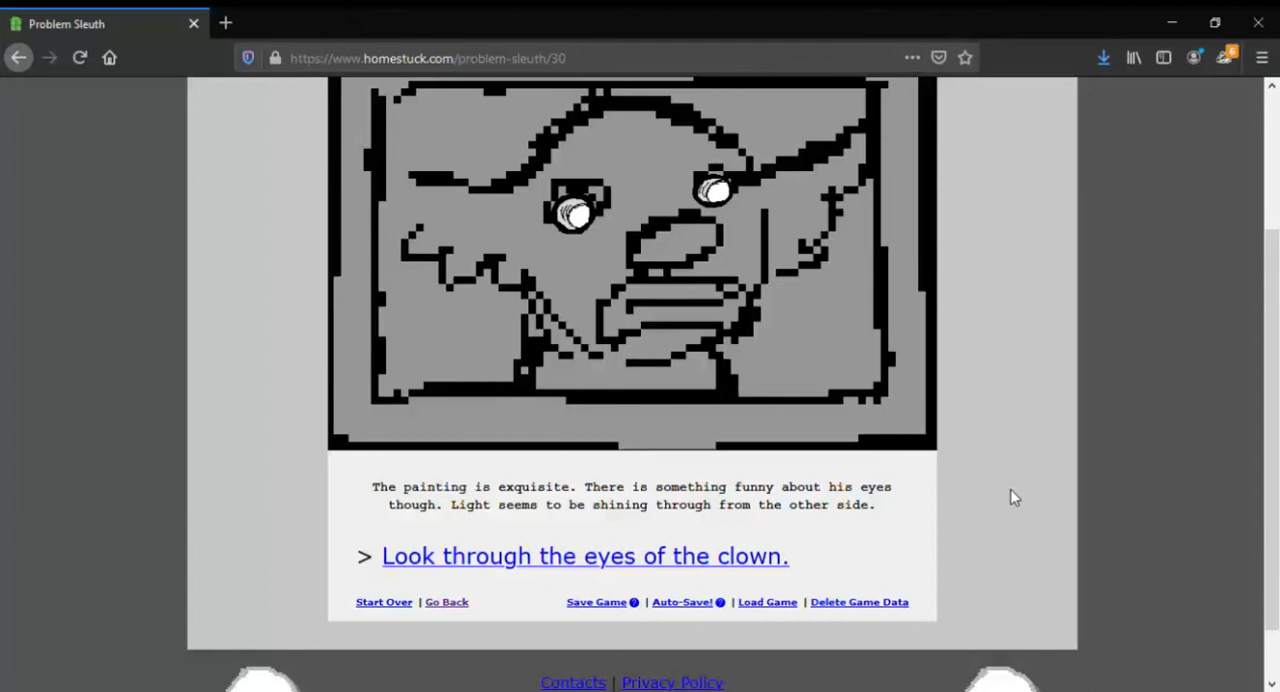 Problem Sleuth
https://www.homestuck.com/problem-sleuth/30
6
The painting is exquisite. There is something funny about his eyes
though. Light seems to be shining through from the other side.
> Look through the eyes of the clown.
Start Over | Go Back Save Game ? | Auto-Save! ? | Load Game | Delete Game Data
Contacts | Privacy Policy